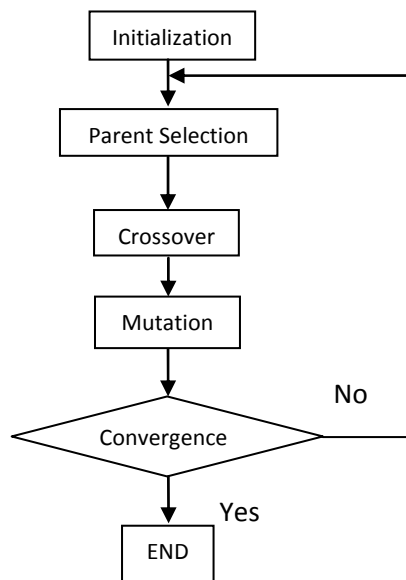 Initialization
Parent Selection
Crossover
Mutation
Convergence
No
Yes
END